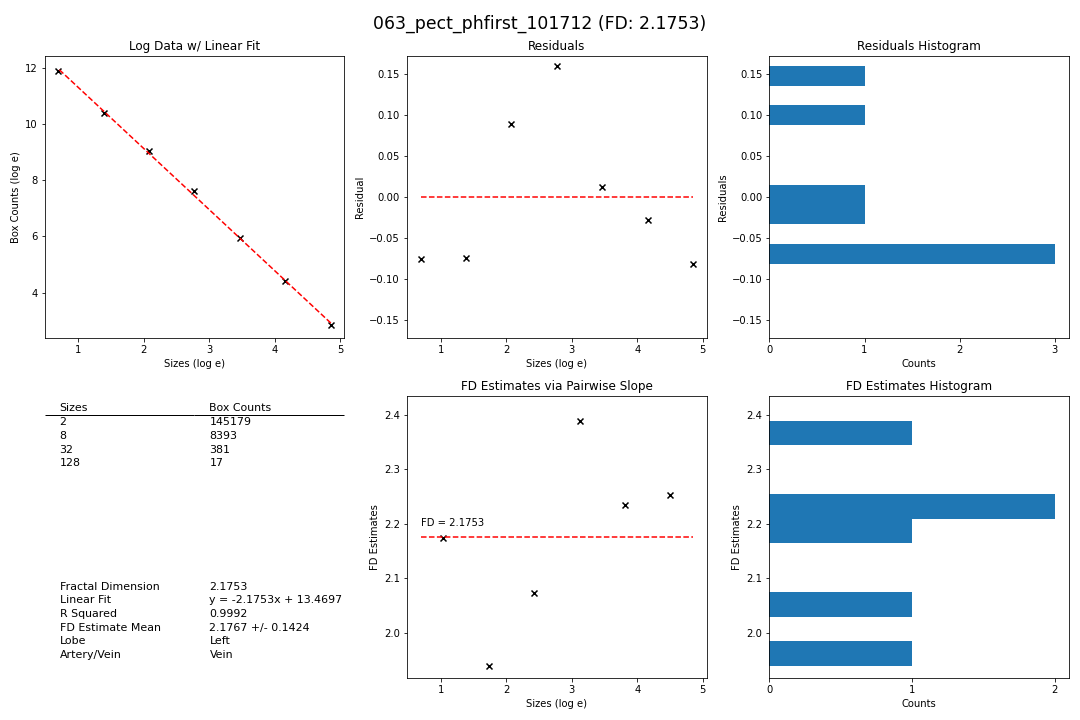 063_pect_phfirst_101712 (FD: 2.1753)
Log Data w/ Linear Fit
Box Counts (log e)
12
10
8
6
4
1 2 3 4 5
Sizes (log e)
Residuals
Residual
0.15
0.10
0.05
0.00
−0.05
−0.10
−0.15
1 2 3 4 5
Sizes (log e)
Residuals Histogram
Residuals
0.15
0.10
0.05
0.00
−0.05
−0.10
−0.15
0 1 2 3
Counts
Sizes Box Counts
2 145179
8 8393
32 381
128 17
Fractal Dimension 2.1753
Linear Fit y = -2.1753x + 13.4697
R Squared 0.9992
FD Estimate Mean 2.1767 +/- 0.1424
Lobe Left
Artery/Vein Vein
FD Estimates via Pairwise Slope
FD Estimates
2.4
2.3
2.2
2.1
2.0
FD = 2.1753
1 2 3 4 5
Sizes (log e)
FD Estimates Histogram
FD Estimates
2.4
2.3
2.2
2.1
2.0
0 1 2
Counts